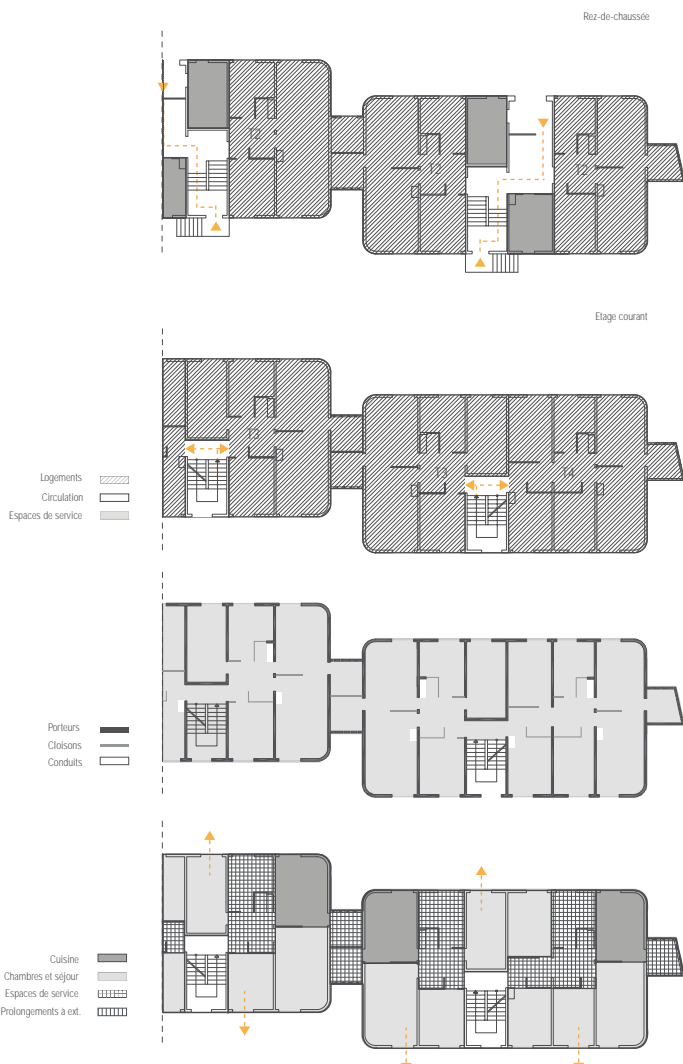 Rez-de-chaussée
T2
T2
T2
Etage courant
T3
T3
T4
Logements
Circulation
Espaces de service
Porteurs
Cloisons
Conduits
Cuisine
Chambres et séjour
Espaces de service
Prolongements à ext.